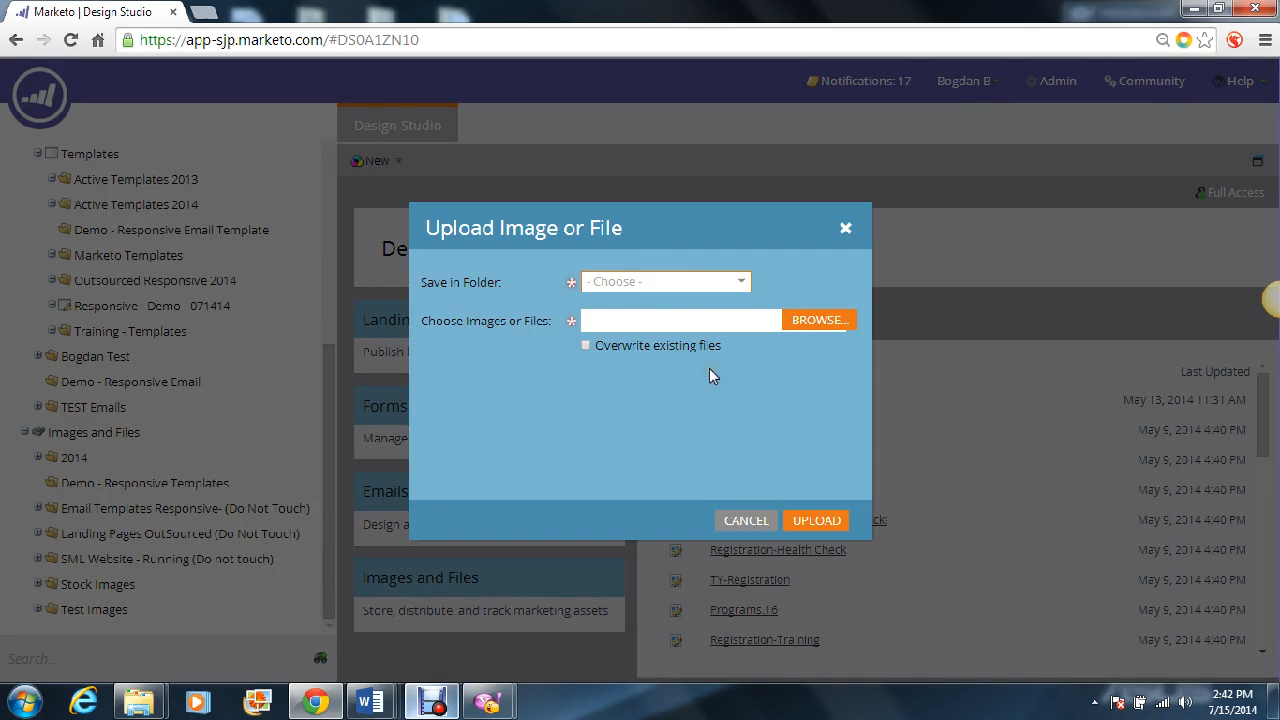 Marketo | Design Studio
https://app-sjp.marketo.com/#DS0A1ZN10
Notifications: 17
Bogdan B
Admin
Community
Help
Design Studio
New
Full Access
Templates
Active Templates 2013
Active Templates 2014
Demo - Responsive Email Template
Marketo Templates
Outsourced Responsive 2014
Responsive - Demo - 071414
Training - Templates
Bogdan Test
Demo - Responsive Email
TEST Emails
Images and Files
2014
Demo - Responsive Templates
Email Templates Responsive- (Do Not Touch)
Landing Pages OutSourced (Do Not Touch)
SML Website - Running (Do not touch)
Stock Images
Test Images
Search...
De
Landin
Publish
Forms
Manage
Emails
Design a
Images and Files
Store, distribute, and track marketing assets
Upload Image or File
Save in Folder:
- Choose -
Choose Images or Files:
BROWSE...
Overwrite existing files
CANCEL
UPLOAD
Last Updated
May 13, 2014 11:31 AM
May 9, 2014 4:40 PM
May 9, 2014 4:40 PM
May 9, 2014 4:40 PM
May 9, 2014 4:40 PM
Registration-Health Check
May 9, 2014 4:40 PM
TY-Registration
May 9, 2014 4:40 PM
Programs.16
May 9, 2014 4:40 PM
Registration-Training
May 9, 2014 4:40 PM
2:42 PM
7/15/2014